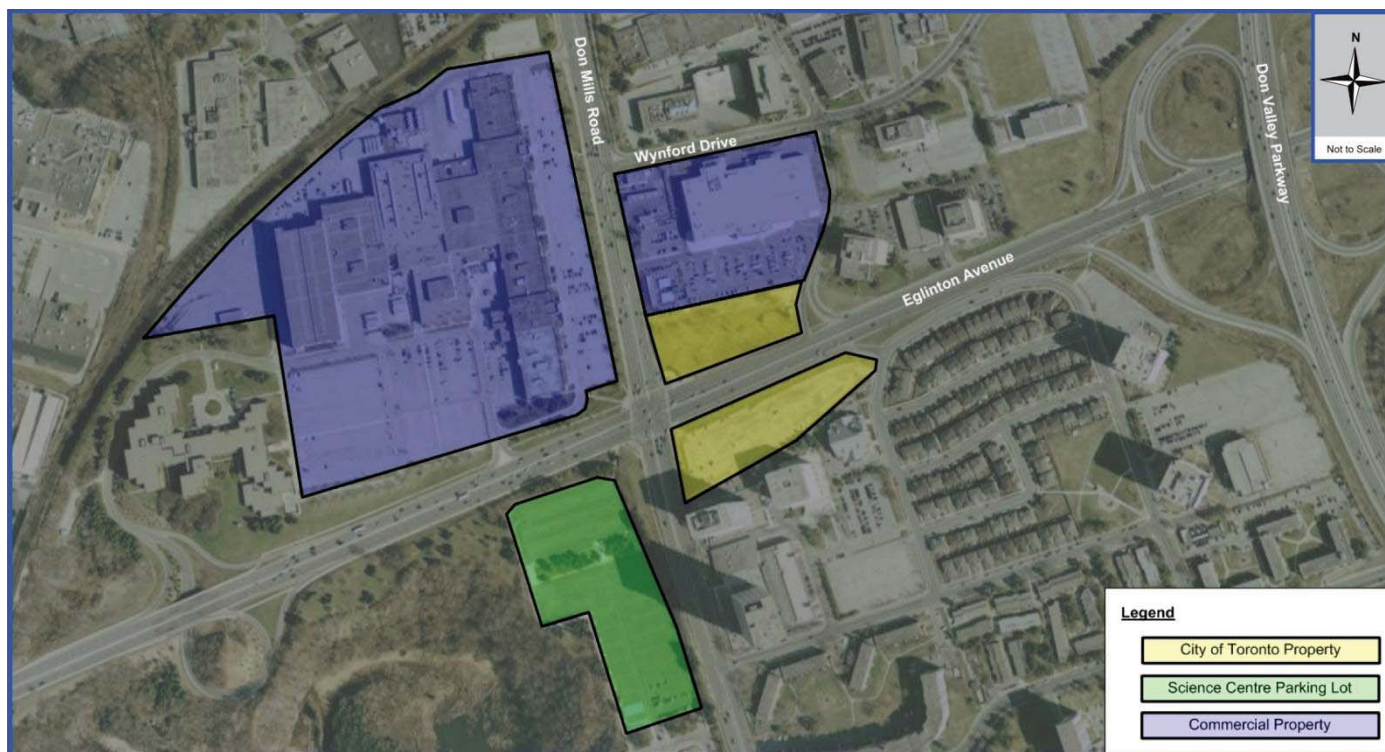 N
Not to Scale
Don Mills Road
Wynford Drive
Don Valley Parkway
Eglinton Avenue
Legend
City of Toronto Property
Science Centre Parking Lot
Commercial Property